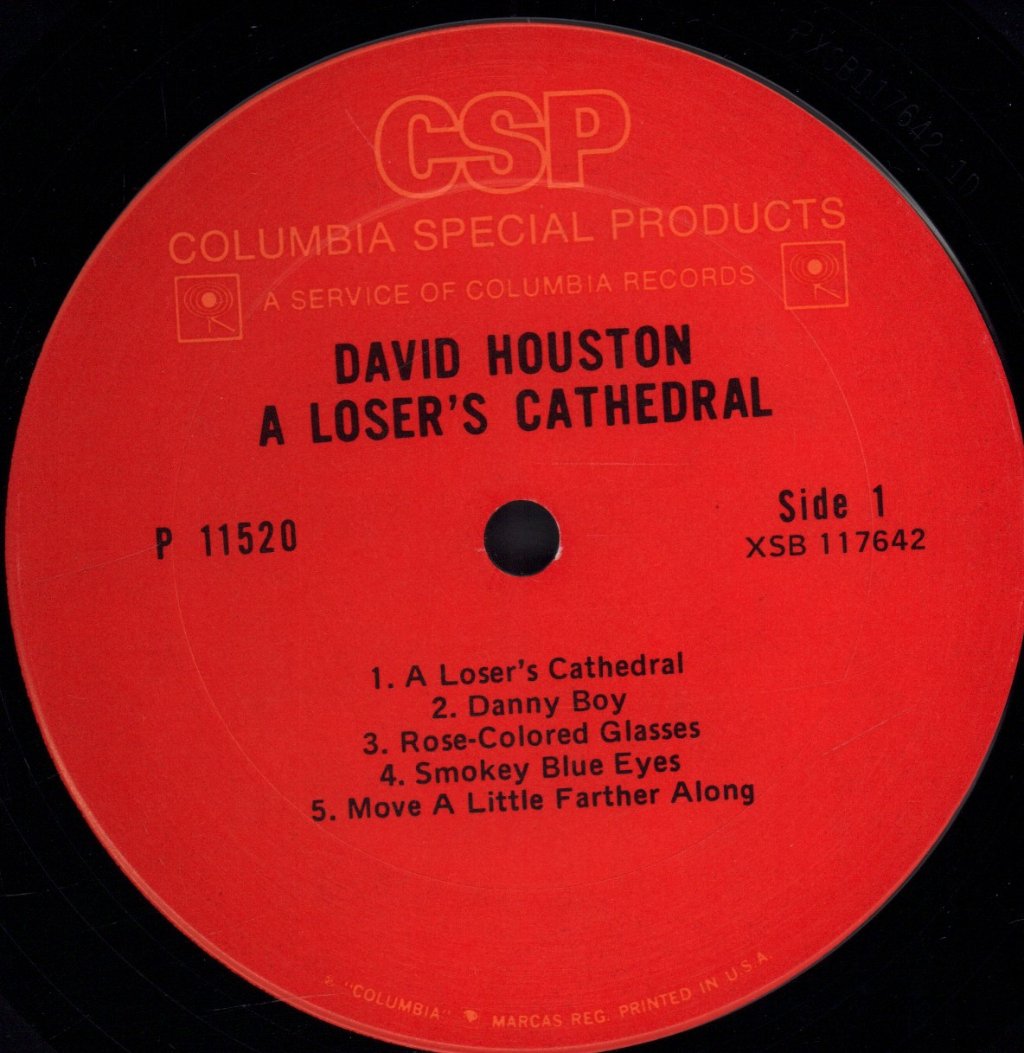 CSP
COLUMBIA SPECIAL PRODUCTS
A SERVICE OF COLUMBIA RECORDS
DAVID HOUSTON
A LOSER'S CATHEDRAL
P 11520
Side 1
XSB 117642
1. A Loser's Cathedral
2. Danny Boy
3. Rose-Colored Glasses
4. Smokey Blue Eyes
5. Move A Little Farther Along
"COLUMBIA" MARCAS REG. PRINTED IN U.S.A.